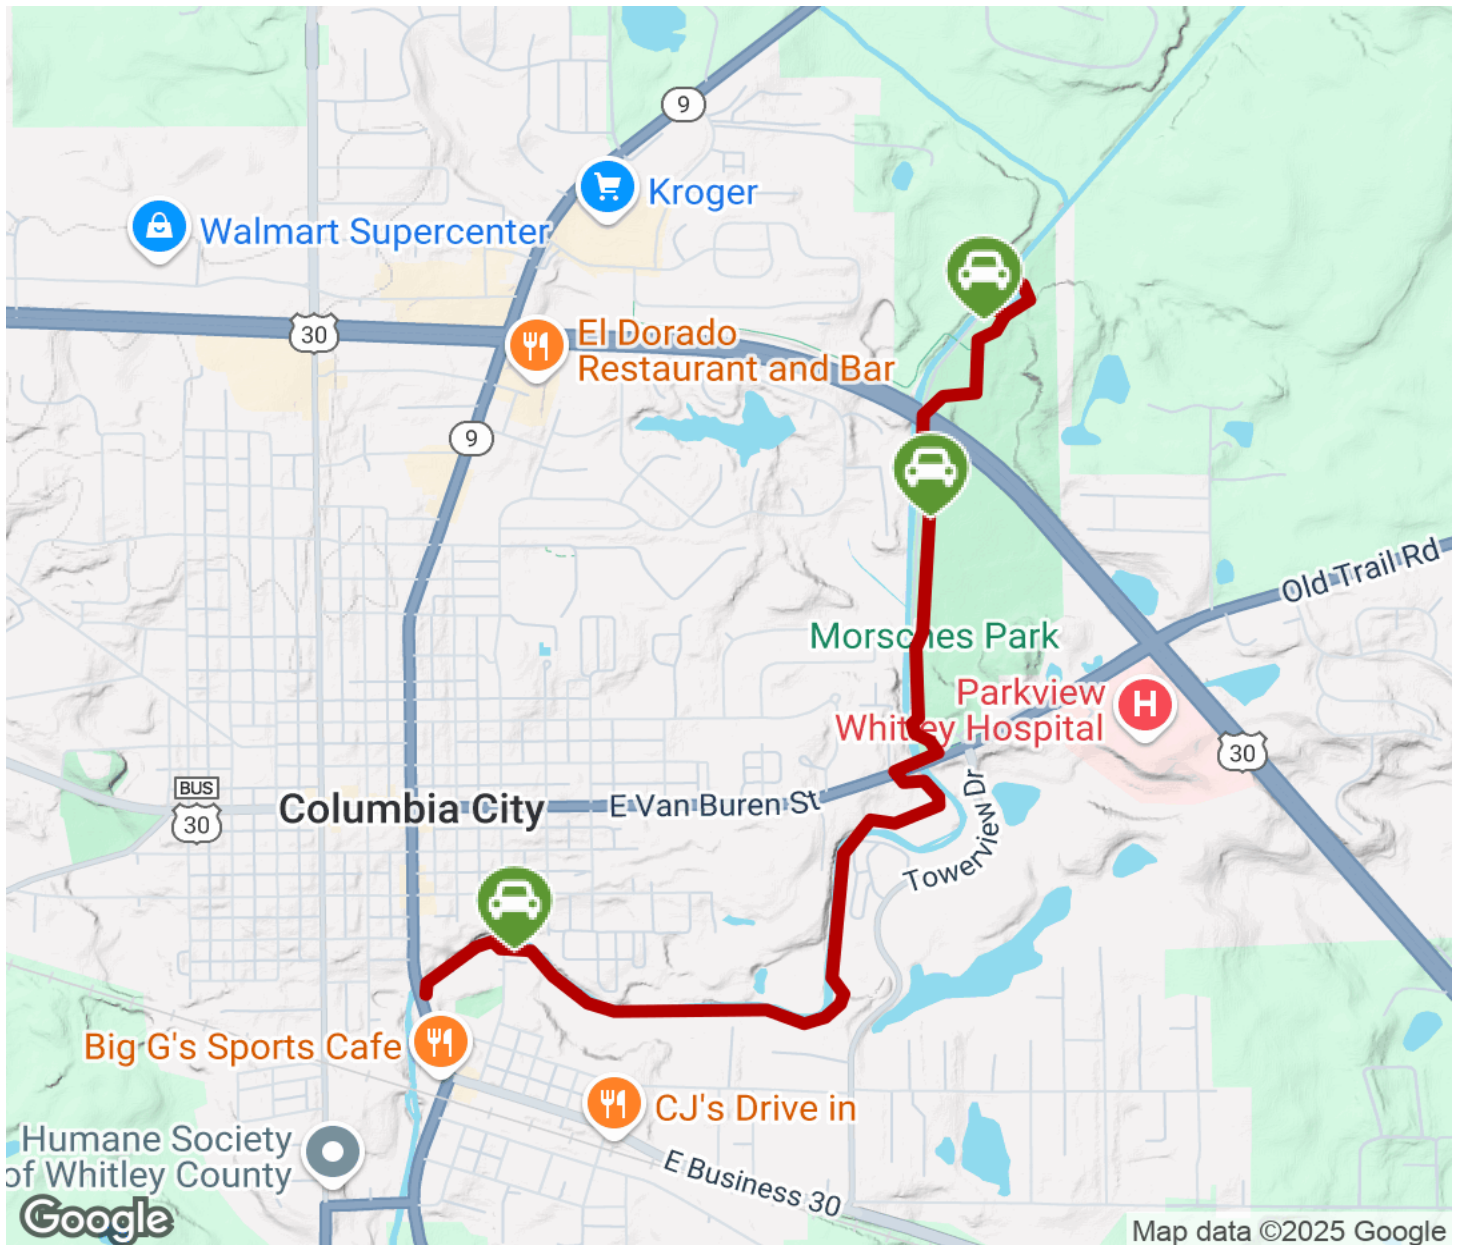 9
Kroger
Walmart Supercenter
30
El Dorado
Restaurant and Bar
9
Old Trail Rd
Morsches Park
Parkview
Whitley Hospital
H
30
BUS
30
Columbia City
E Van Buren St
Towerview Dr
Big G's Sports Cafe
CJ's Drive in
Humane Society
of Whitley County
E Business 30
Google
Map data ©2025 Google